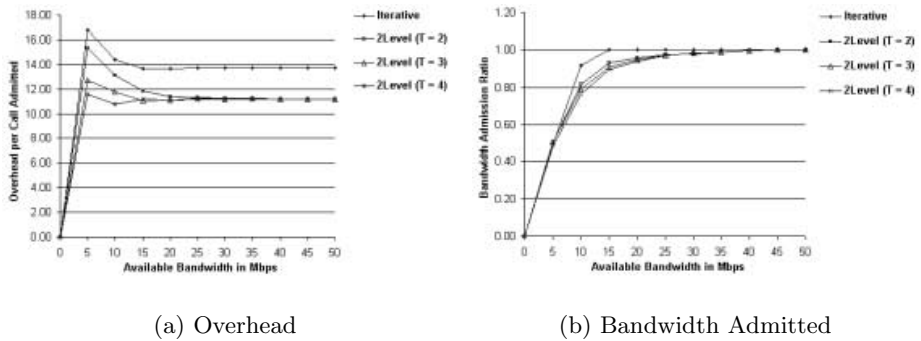 18.00
16.00
14.00
12.00
10.00
8.00
6.00
4.00
2.00
0.00
Overhead per Call Admitted
0 5 10 15 20 25 30 35 40 45 50
Available Bandwidth in Mbps
Iterative
2Level (T = 2)
2Level (T = 3)
2Level (T = 4)
(a) Overhead
1.20
1.00
0.80
0.60
0.40
0.20
0.00
Bandwidth Admission Ratio
0 5 10 15 20 25 30 35 40 45 50
Available Bandwidth in Mbps
Iterative
2Level (T = 2)
2Level (T = 3)
2Level (T = 4)
(b) Bandwidth Admitted